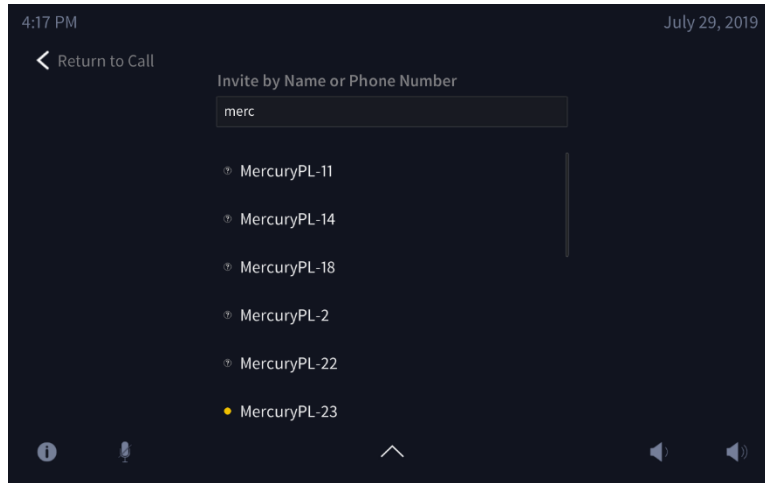 4:17 PM
July 29, 2019
Return to Call
Invite by Name or Phone Number
merc
? MercuryPL-11
? MercuryPL-14
? MercuryPL-18
? MercuryPL-2
? MercuryPL-22
MercuryPL-23